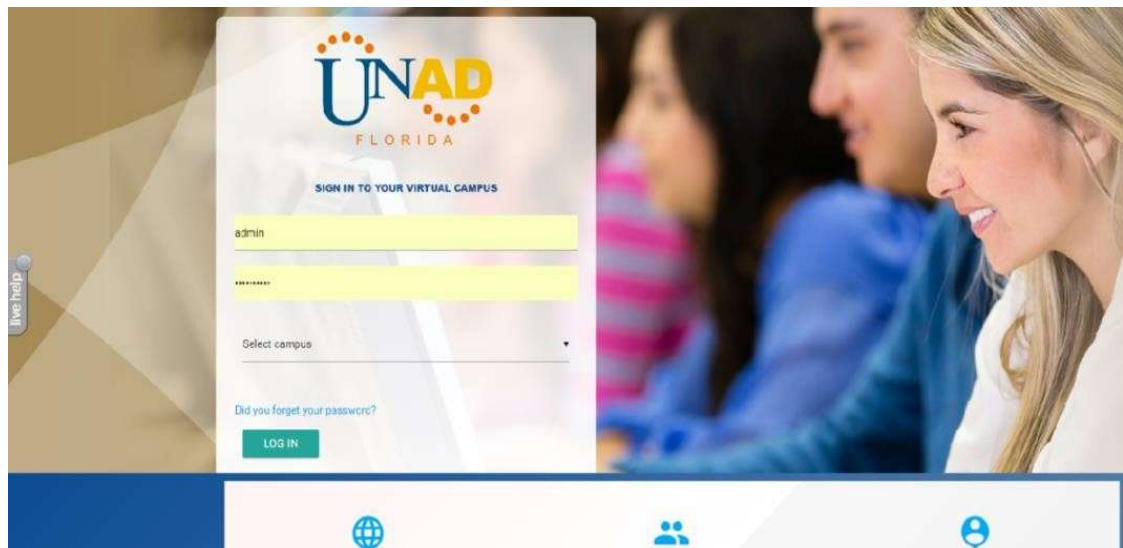 UNAD
FLORIDA
SIGN IN TO YOUR VIRTUAL CAMPUS
admin
••••••••••
live help
Select campus
Did you forget your password?
LOG IN